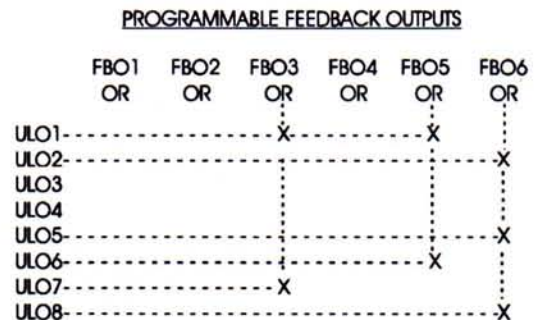 PROGRAMMABLE FEEDBACK OUTPUTS
FBO1 FBO2 FBO3 FBO4 FBO5 FBO6
OR OR OR OR OR OR
ULO1 X X
ULO2 X
ULO3
ULO4
ULO5 X
ULO6 X
ULO7 X
ULO8 X